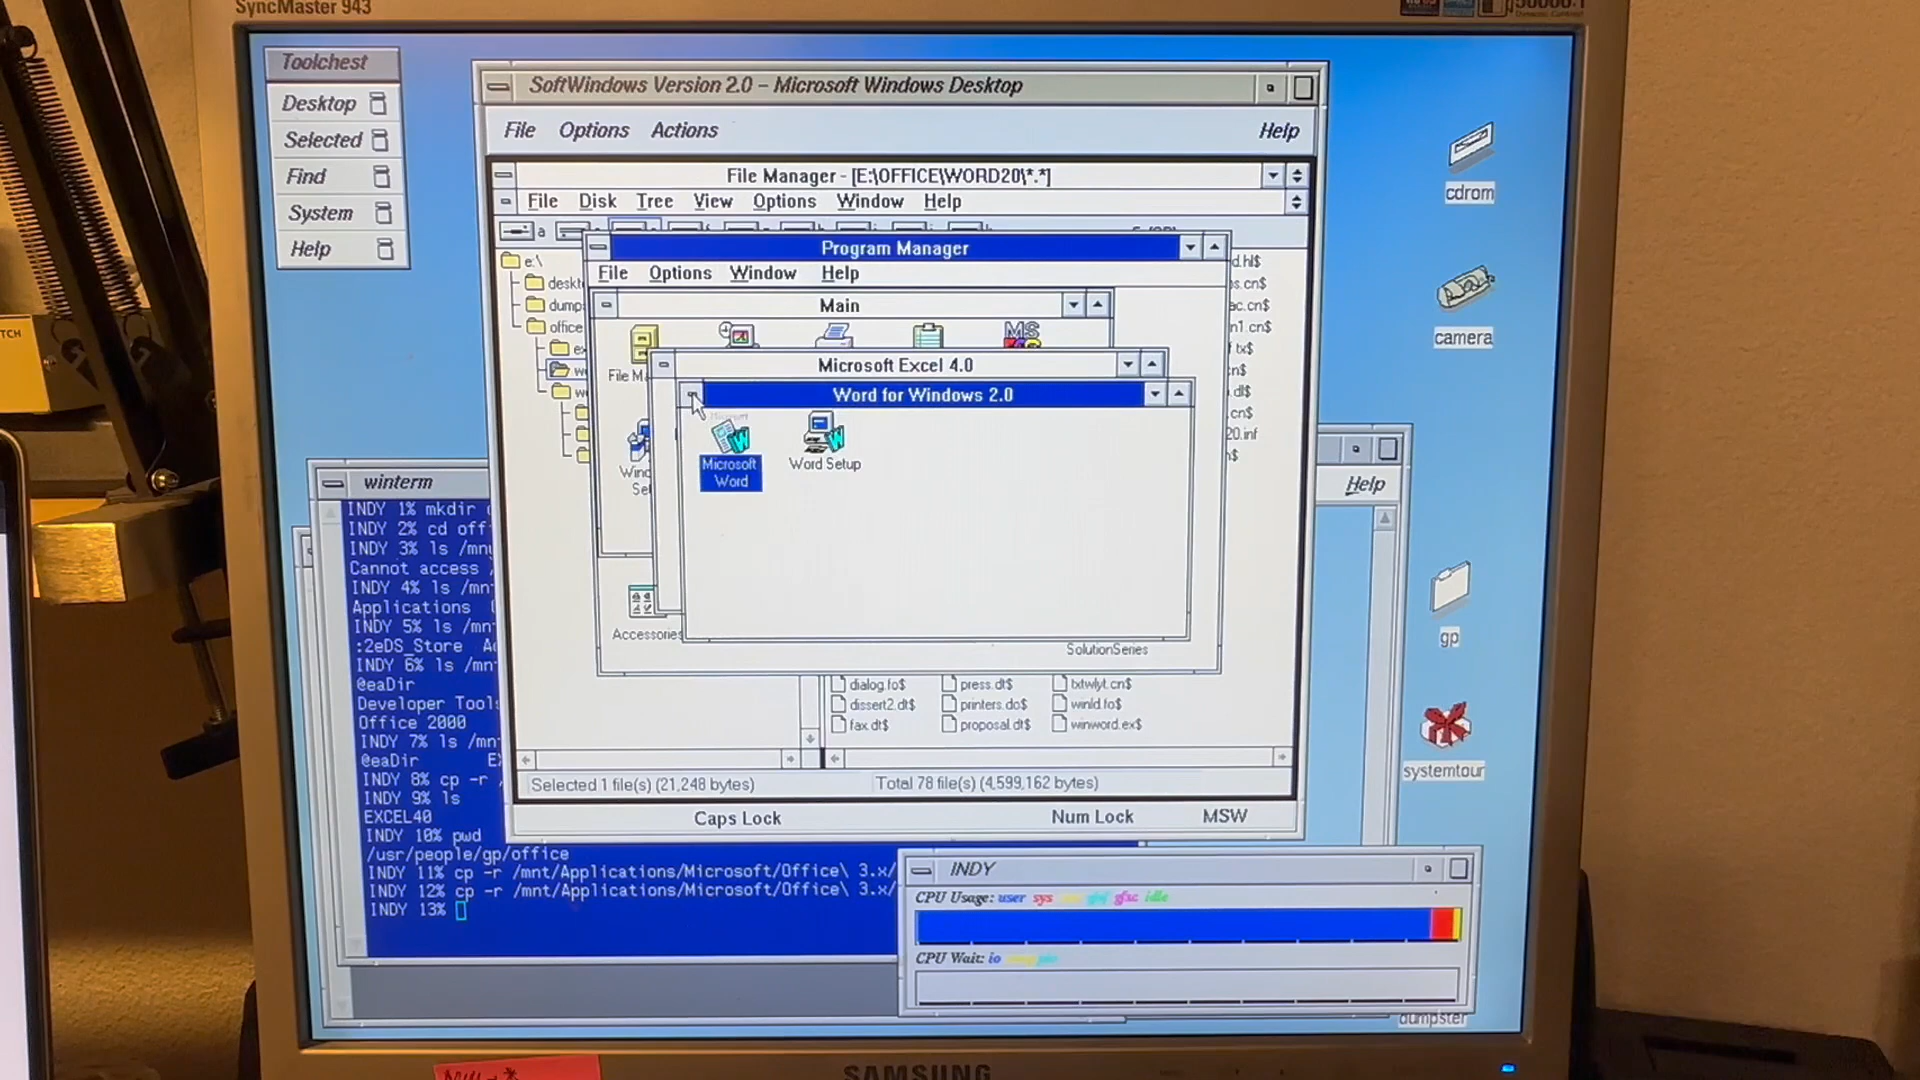 SyncMaster 943
Toolchest
Desktop
Selected
Find
System
Help
SoftWindows Version 2.0 – Microsoft Windows Desktop
File Options Actions Help
File Manager - [E:\OFFICE\WORD20\*.*]
File Disk Tree View Options Window Help
a
e:\
office
Program Manager
File Options Window Help
Main
Microsoft Excel 4.0
Word for Windows 2.0
Microsoft
Word
Word Setup
Accessories
SolutionSeries
dialog.fo$ press.dt$ txtwlyt.cn$
dissert2.dt$ printers.do$ winld.fo$
fax.dt$ proposal.dt$ winword.ex$
Selected 1 file(s) (21,248 bytes) Total 78 file(s) (4,599,162 bytes)
Caps Lock Num Lock MSW
cdrom
camera
gp
systemtour
dumpster
Help
winterm
INDY 1% mkdir
INDY 2% cd off
INDY 3% ls /mn
Cannot access
INDY 4% ls /mn
Applications
INDY 5% ls /mn
:2eDS_Store
INDY 6% ls /mn
@eaDir
Developer Tool
Office 2000
INDY 7% ls /mn
@eaDir
INDY 8% cp -r
INDY 9% ls
EXCEL40
INDY 10% pwd
/usr/people/gp/office
INDY 11% cp -r /mnt/Applications/Microsoft/Office\ 3.x/
INDY 12% cp -r /mnt/Applications/Microsoft/Office\ 3.x/
INDY 13%
INDY
CPU Usage: user sys gfxf gfxc idle
CPU Wait: io pio
SAMSUNG